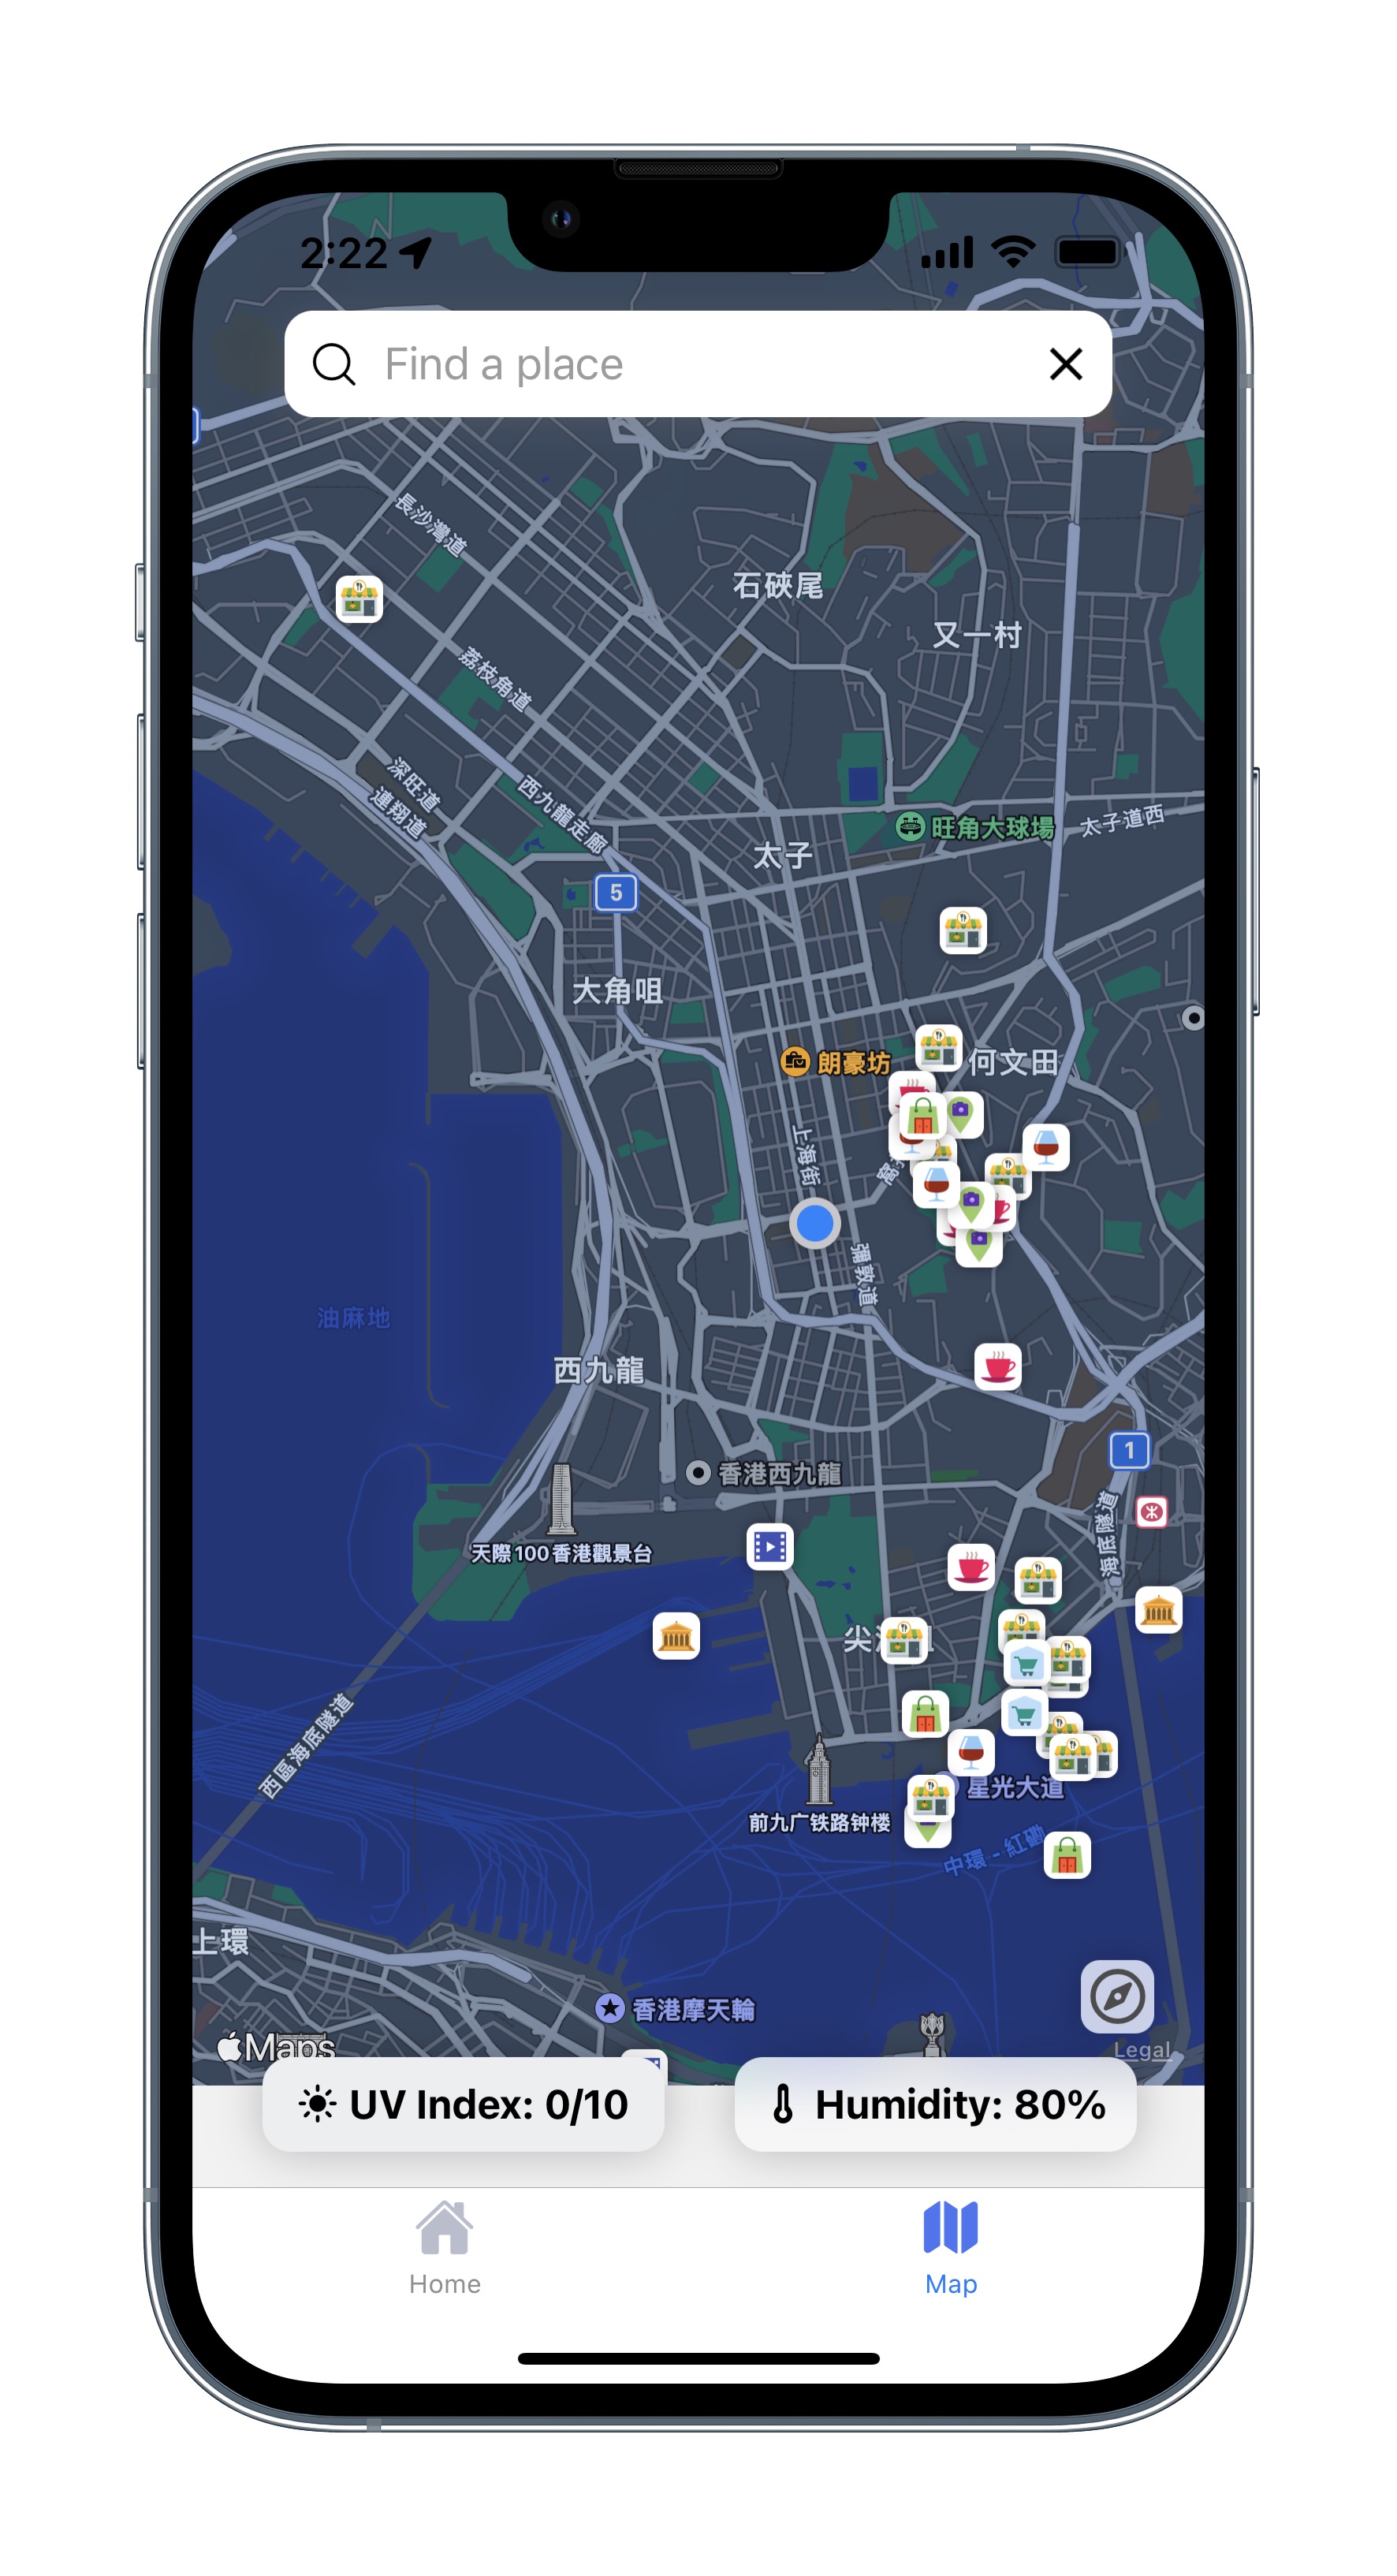 2:22
Find a place
長沙灣道
石硤尾
又一村
荔枝角道
深旺道
連翔道
西九龍走廊
旺角大球場
太子道西
太子
5
大角咀
朗豪坊
何文田
上海街
彌敦道
油麻地
西九龍
1
香港西九龍
海底隧道
天際100香港觀景台
尖
西區海底隧道
星光大道
前九广铁路钟楼
中環 - 紅磡
上環
香港摩天輪
Maps
Legal
UV Index: 0/10
Humidity: 80%
Home
Map